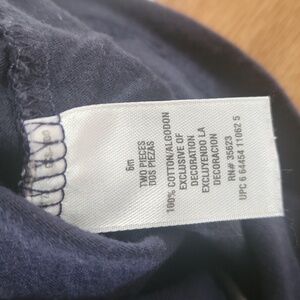 6m
TWO PIECES
DOS PIEZAS
100% COTTON/ALGODON
EXCLUSIVE OF
DECORATION
EXCLUYENDO LA
DECORACION
RN# 35623
UPC 6 64454 11062 5